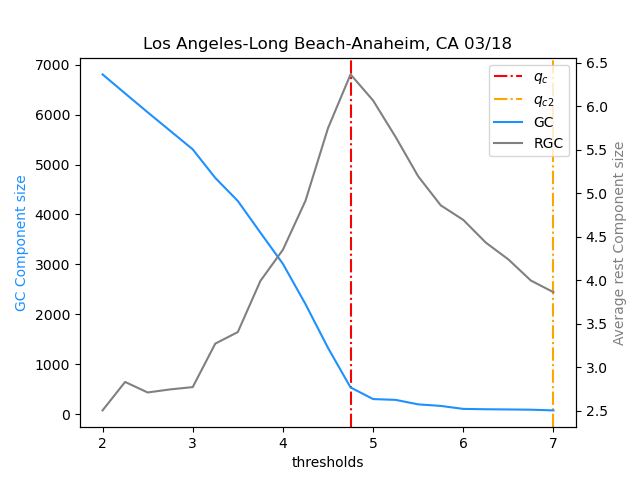 Los Angeles-Long Beach-Anaheim, CA 03/18
GC Component size
7000
6000
5000
4000
3000
2000
1000
0
2
3
4
5
6
7
thresholds
6.5
6.0
5.5
5.0
4.5
4.0
3.5
3.0
2.5
Average rest Component size
q_c
q_c2
GC
RGC